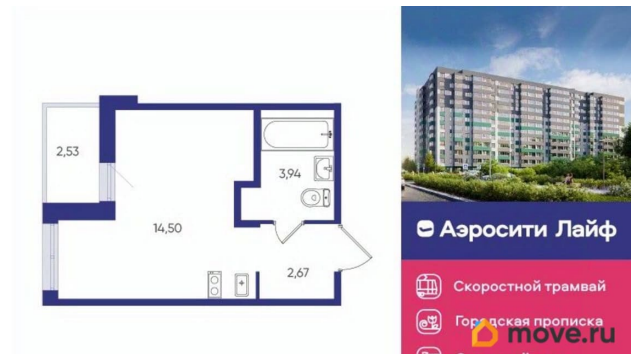 2,53
3,94
14,50
2,67
Аэросити Лайф
Скоростной трамвай
Городская прописка
move.ru